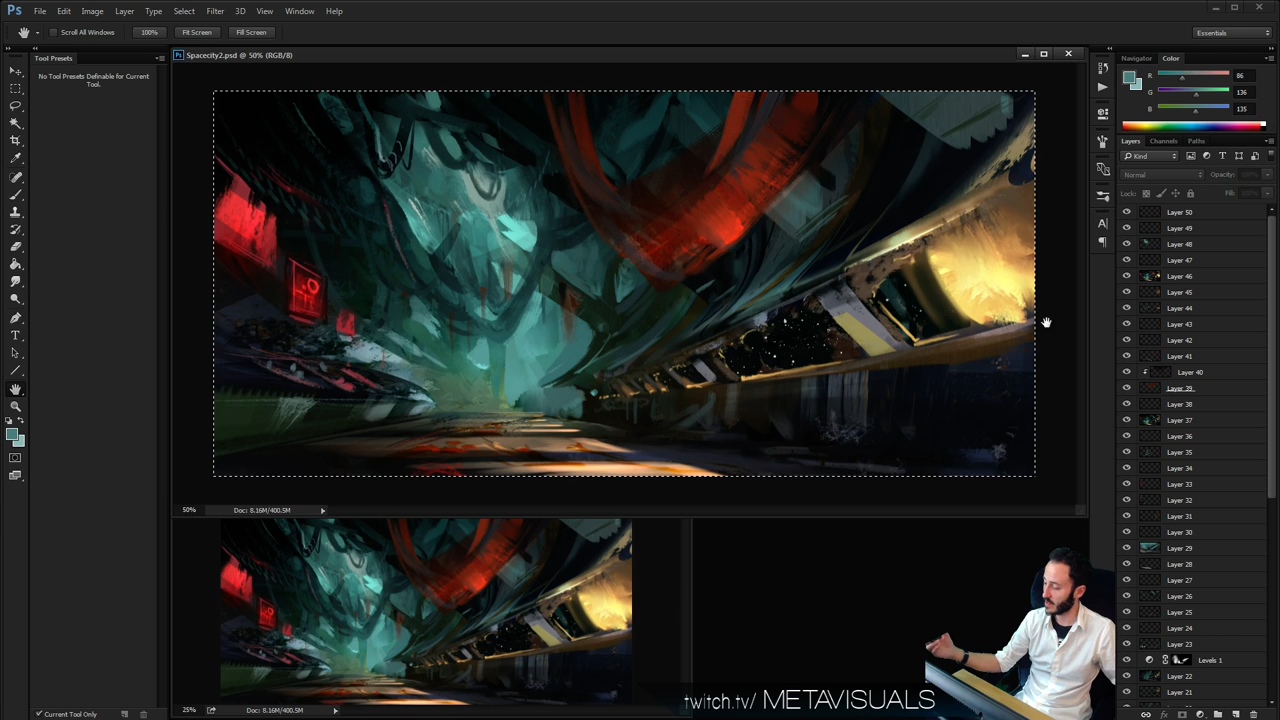 Ps File Edit Image Layer Type Select Filter 3D View Window Help
Scroll All Windows 100% Fit Screen Fill Screen Essentials
Tool Presets
No Tool Presets Definable for Current
Tool.
Current Tool Only
Ps Spacecity2.psd @ 50% (RGB/8)
50% Doc: 8.16M/400.5M
25% Doc: 8.16M/400.5M
twitch.tv/ METAVISUALS
Navigator Color
R 86
G 136
B 135
Layers Channels Paths
Kind
Normal Opacity: 100%
Lock: Fill: 100%
Layer 50
Layer 49
Layer 48
Layer 47
Layer 46
Layer 45
Layer 44
Layer 43
Layer 42
Layer 41
Layer 40
Layer 39
Layer 38
Layer 37
Layer 36
Layer 35
Layer 34
Layer 33
Layer 32
Layer 31
Layer 30
Layer 29
Layer 28
Layer 27
Layer 26
Layer 25
Layer 24
Layer 23
Levels 1
Layer 22
Layer 21